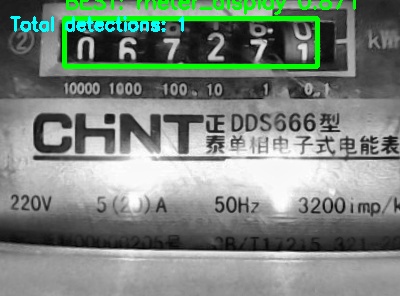 BEST: meter_display 0.871
Total detections: 1
② 0 6 7 2 7 1 kWh
10000 1000 100 10 1 0.1
CHNT 正 DDS666型
泰 单相电子式电能表
220V 5(20)A 50Hz 3200imp/k